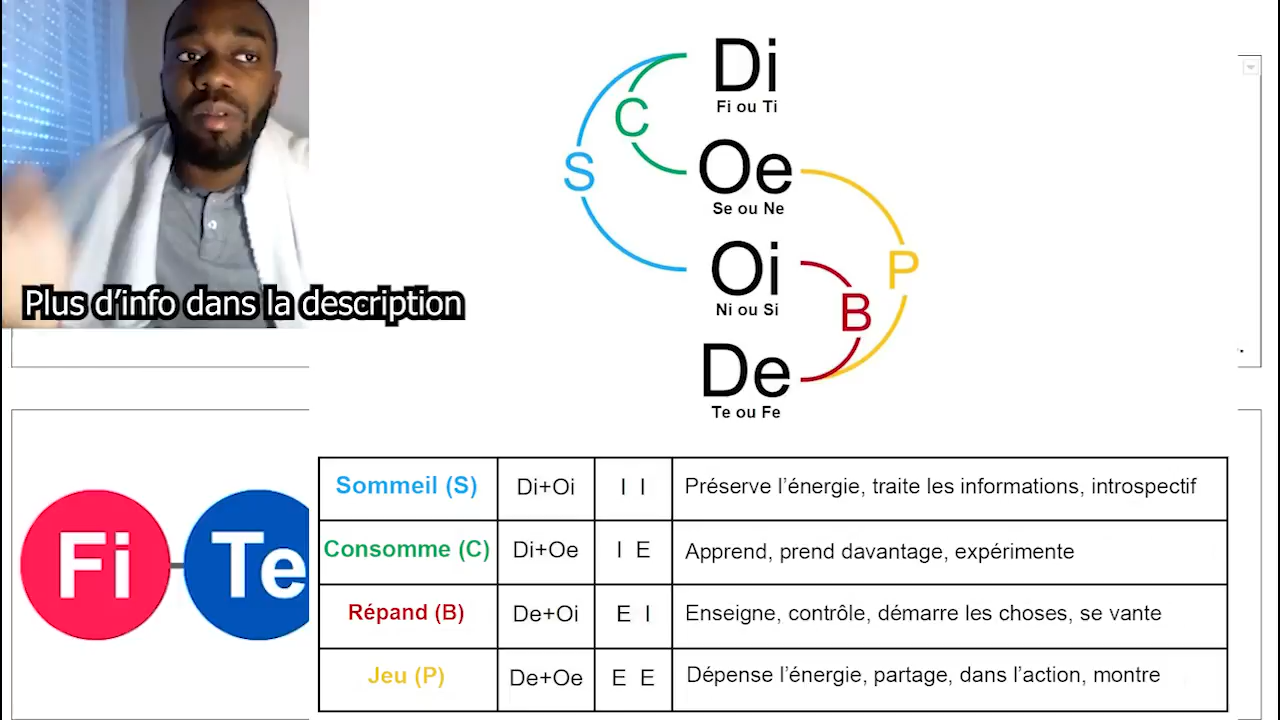 Di
Fi ou Ti
C
Oe
S
Se ou Ne
Oi
P
Ni ou Si
B
De
Te ou Fe
Plus d'info dans la description
Fi
Te
Sommeil (S) Di+Oi I I Préserve l'énergie, traite les informations, introspectif
Consomme (C) Di+Oe I E Apprend, prend davantage, expérimente
Répand (B) De+Oi E I Enseigne, contrôle, démarre les choses, se vante
Jeu (P) De+Oe E E Dépense l'énergie, partage, dans l'action, montre